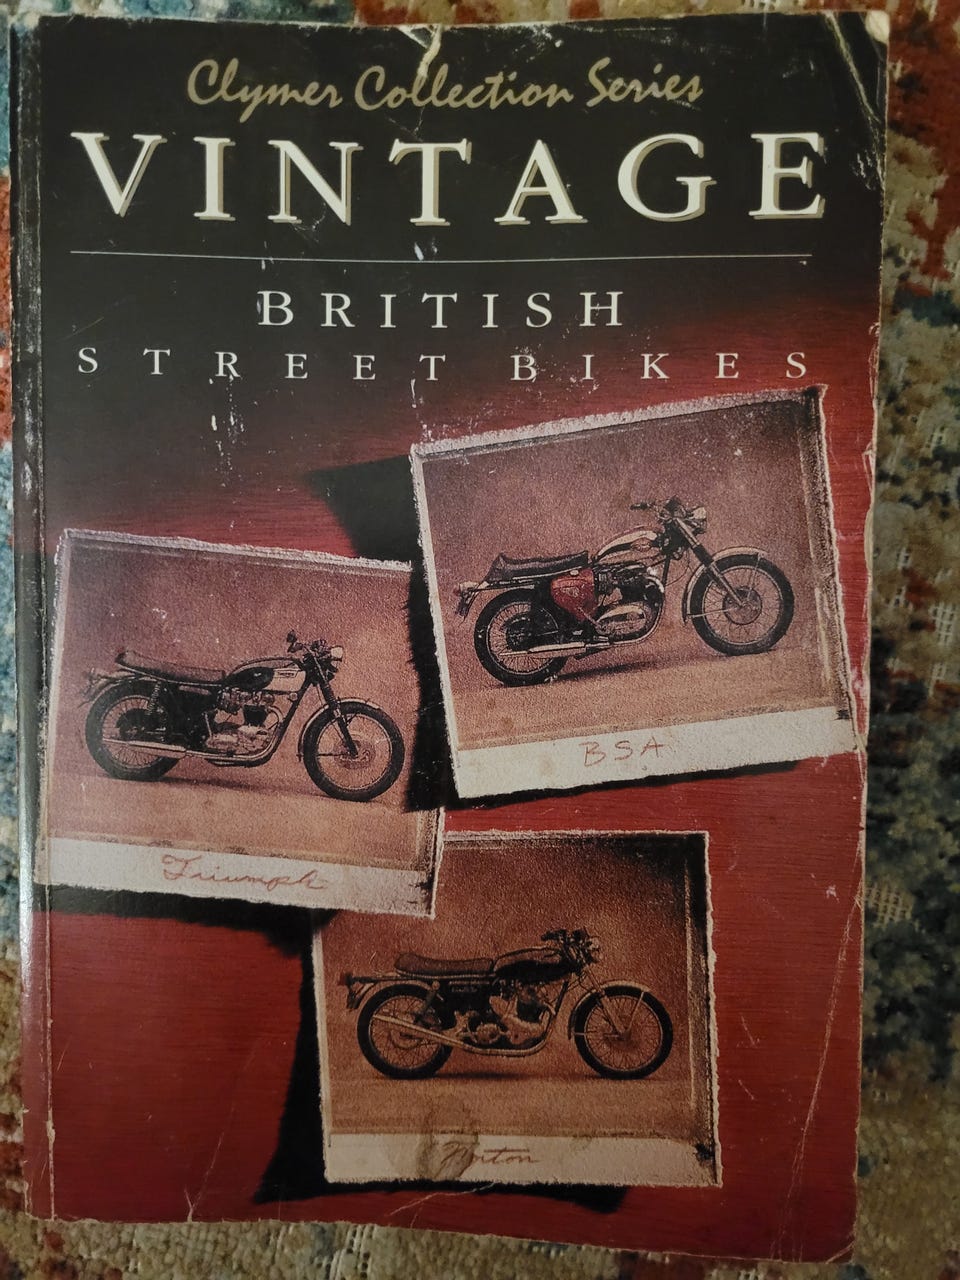 Clymer Collection Series
VINTAGE
BRITISH
STREET BIKES
BSA
Triumph
Norton